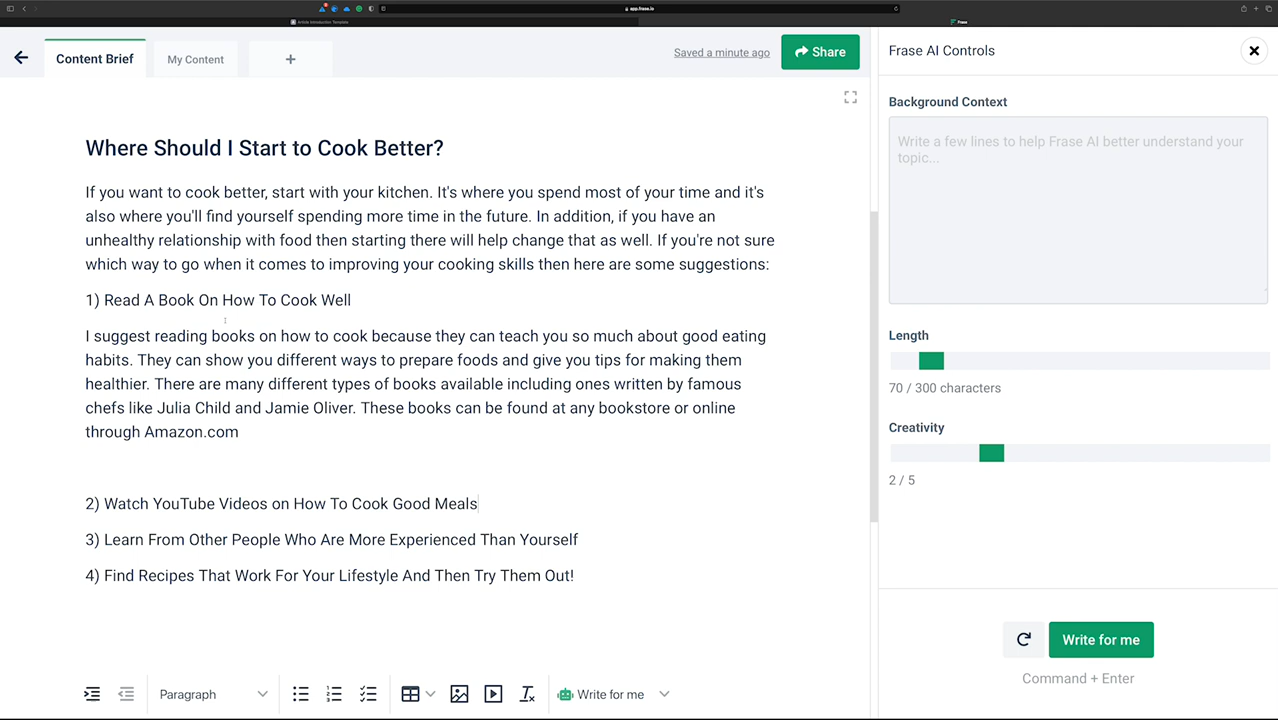 app.frase.io
Article Introduction Template
Frase
Content Brief
My Content
+
Saved a minute ago
Share
Frase AI Controls
Background Context
Write a few lines to help Frase AI better understand your
topic...
Where Should I Start to Cook Better?
If you want to cook better, start with your kitchen. It's where you spend most of your time and it's
also where you'll find yourself spending more time in the future. In addition, if you have an
unhealthy relationship with food then starting there will help change that as well. If you're not sure
which way to go when it comes to improving your cooking skills then here are some suggestions:
1) Read A Book On How To Cook Well
I suggest reading books on how to cook because they can teach you so much about good eating
habits. They can show you different ways to prepare foods and give you tips for making them
healthier. There are many different types of books available including ones written by famous
chefs like Julia Child and Jamie Oliver. These books can be found at any bookstore or online
through Amazon.com
2) Watch YouTube Videos on How To Cook Good Meals
3) Learn From Other People Who Are More Experienced Than Yourself
4) Find Recipes That Work For Your Lifestyle And Then Try Them Out!
Length
70 / 300 characters
Creativity
2 / 5
Write for me
Command + Enter
Paragraph
Write for me